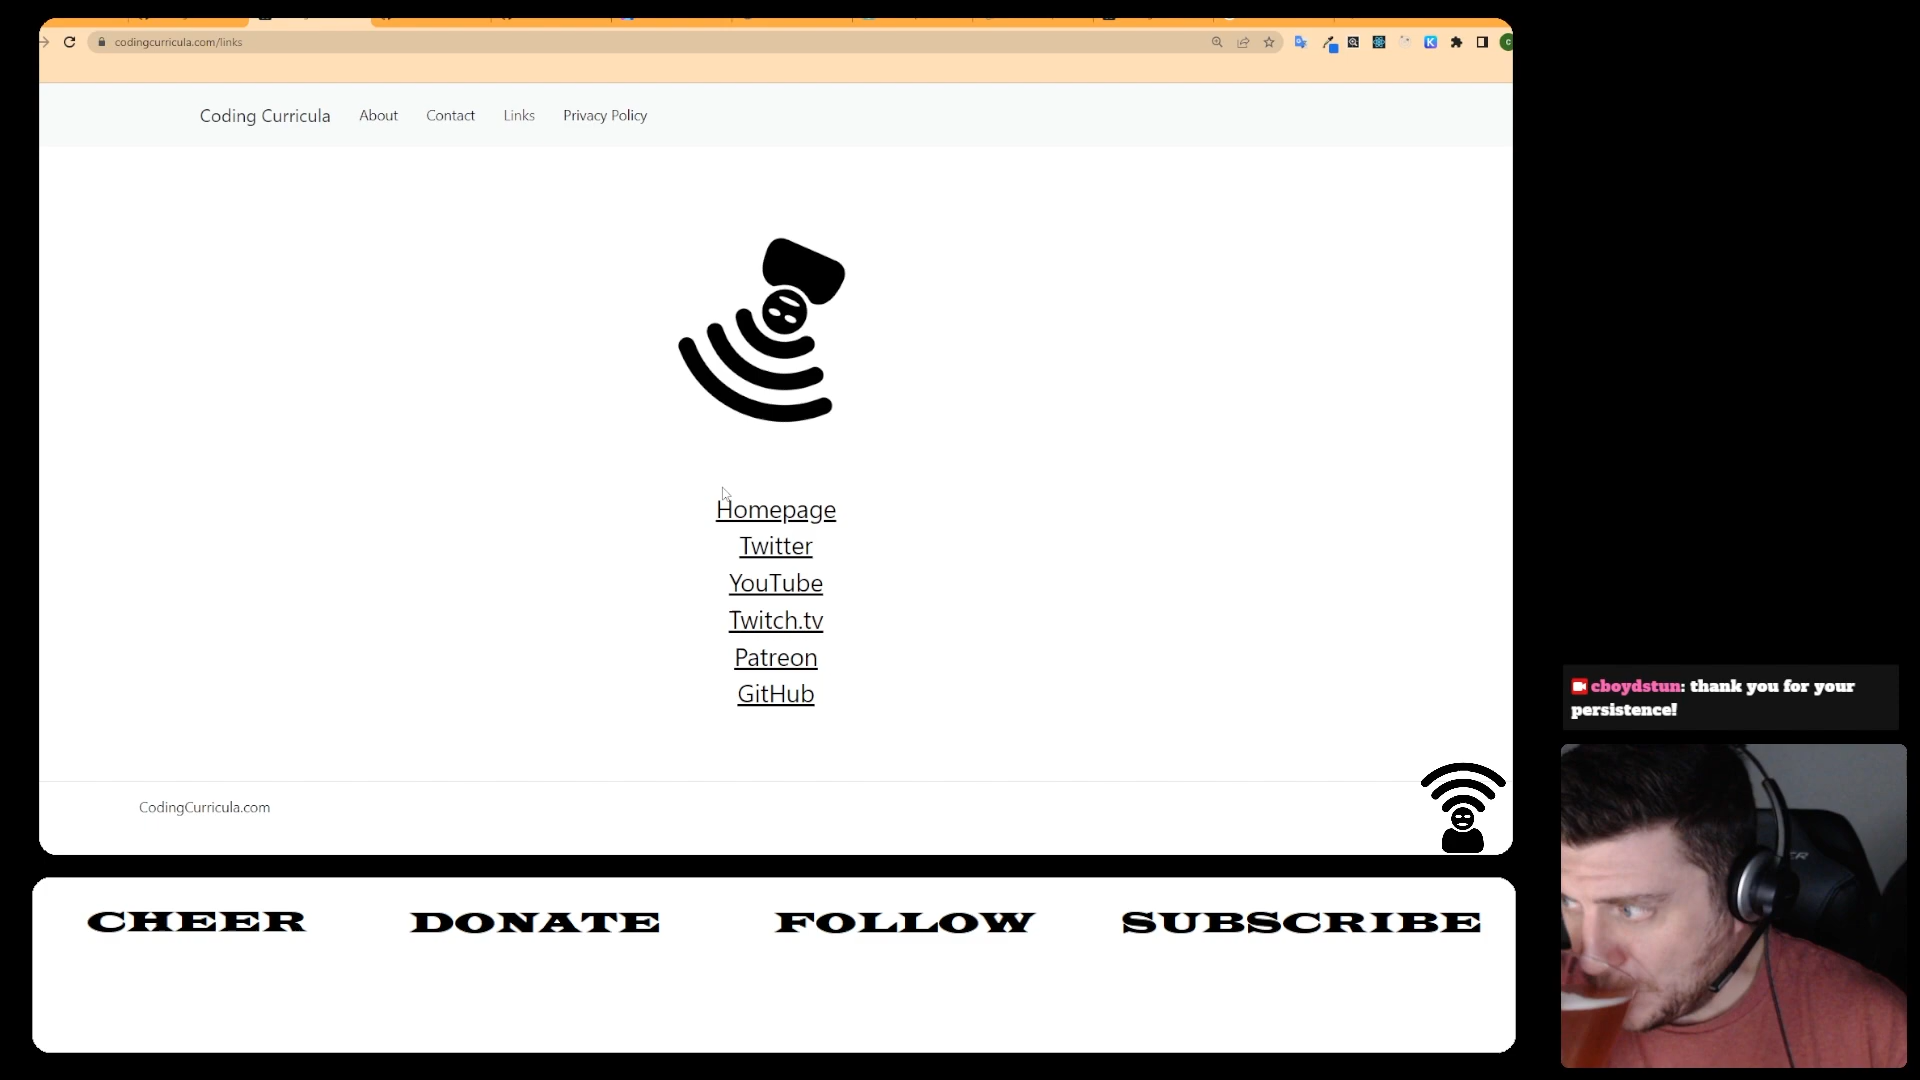 codingcurricula.com/links
Coding Curricula About Contact Links Privacy Policy
Homepage
Twitter
YouTube
Twitch.tv
Patreon
GitHub
CodingCurricula.com
cboydstun: thank you for your
persistence!
CHEER DONATE FOLLOW SUBSCRIBE